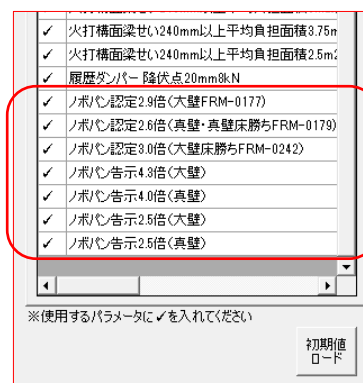 ✓ 火打構面梁せい240mm以上平均負担面積3.75m
✓ 火打構面梁せい240mm以上平均負担面積2.5m2
✓ 履歴ダンパー 降伏点20mm8kN
✓ ノボパン認定2.9倍(大壁FRM-0177)
✓ ノボパン認定2.6倍(真壁・真壁床勝ちFRM-0179)
✓ ノボパン認定3.0倍(大壁床勝ちFRM-0242)
✓ ノボパン告示4.3倍(大壁)
✓ ノボパン告示4.0倍(真壁)
✓ ノボパン告示2.5倍(大壁)
✓ ノボパン告示2.5倍(真壁)
※使用するパラメータに✓を入れてください
初期値
ロード